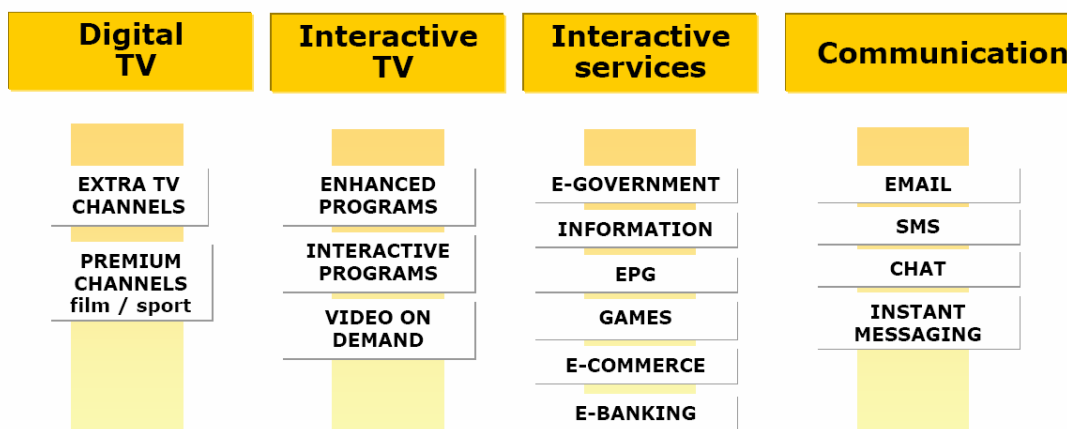 Digital
TV
EXTRA TV
CHANNELS
PREMIUM
CHANNELS
film / sport
Interactive
TV
ENHANCED
PROGRAMS
INTERACTIVE
PROGRAMS
VIDEO ON
DEMAND
Interactive
services
E-GOVERNMENT
INFORMATION
EPG
GAMES
E-COMMERCE
E-BANKING
Communication
EMAIL
SMS
CHAT
INSTANT
MESSAGING